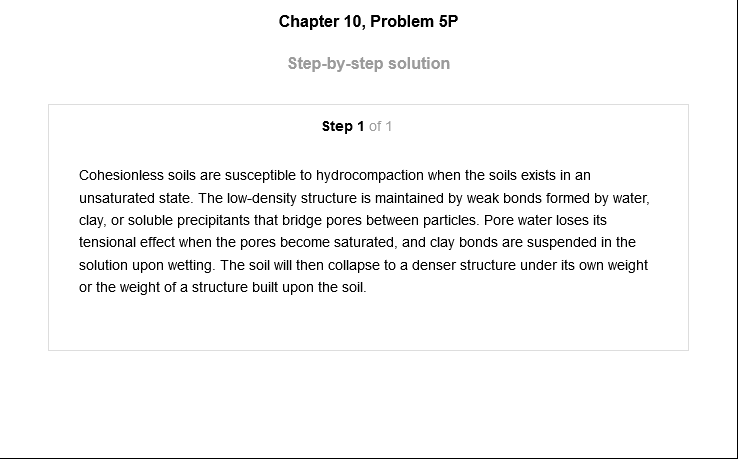 Chapter 10, Problem 5P
Step-by-step solution
Step 1 of 1
Cohesionless soils are susceptible to hydrocompaction when the soils exists in an
unsaturated state. The low-density structure is maintained by weak bonds formed by water,
clay, or soluble precipitants that bridge pores between particles. Pore water loses its
tensional effect when the pores become saturated, and clay bonds are suspended in the
solution upon wetting. The soil will then collapse to a denser structure under its own weight
or the weight of a structure built upon the soil.